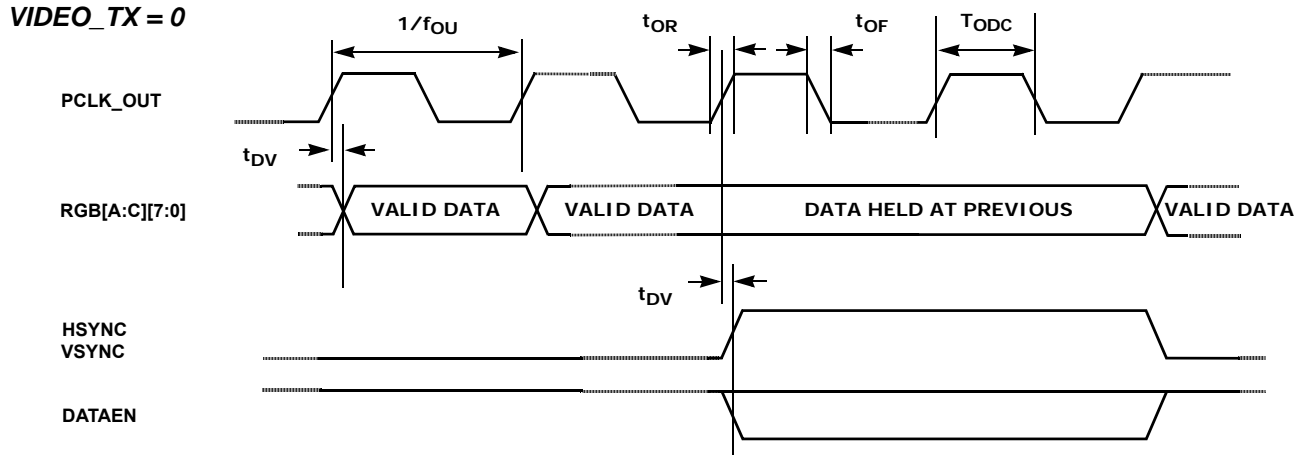 VIDEO_TX = 0
1/fOU
tOR
tOF
TODC
PCLK_OUT
tDV
RGB[A:C][7:0]
VALID DATA
VALID DATA
DATA HELD AT PREVIOUS
VALID DATA
tDV
HSYNC
VSYNC
DATAEN